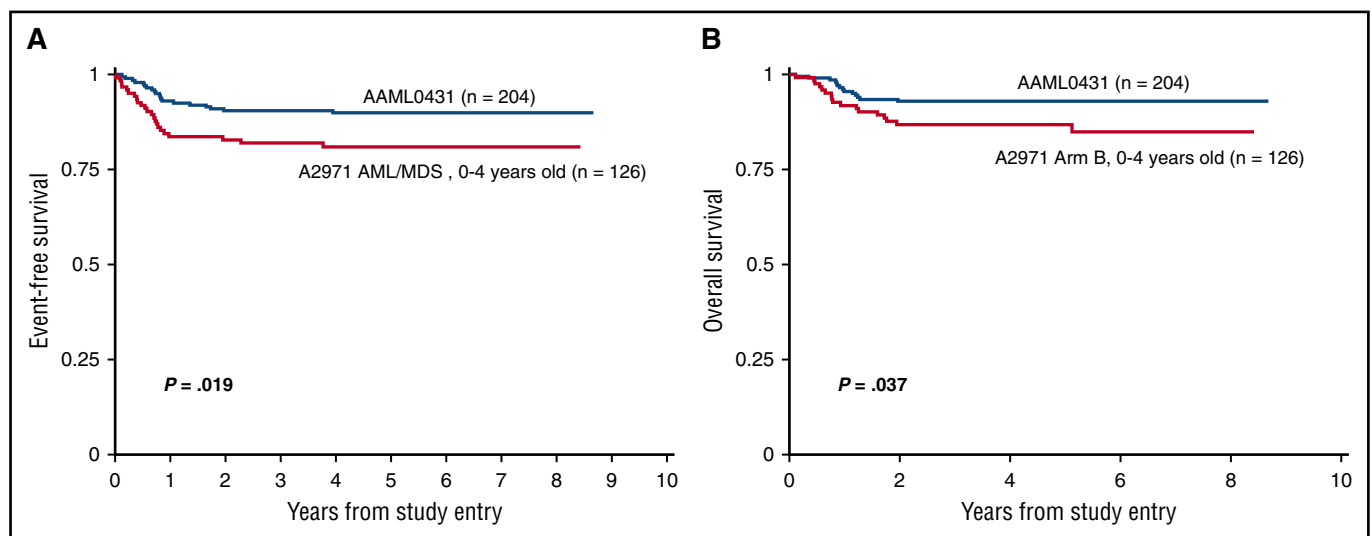 A
Event-free survival
1
0.75
0.5
0.25
0
AAML0431 (n = 204)
A2971 AML/MDS , 0-4 years old (n = 126)
P = .019
0 1 2 3 4 5 6 7 8 9 10
Years from study entry
B
Overall survival
1
0.75
0.5
0.25
0
AAML0431 (n = 204)
A2971 Arm B, 0-4 years old (n = 126)
P = .037
0 2 4 6 8 10
Years from study entry